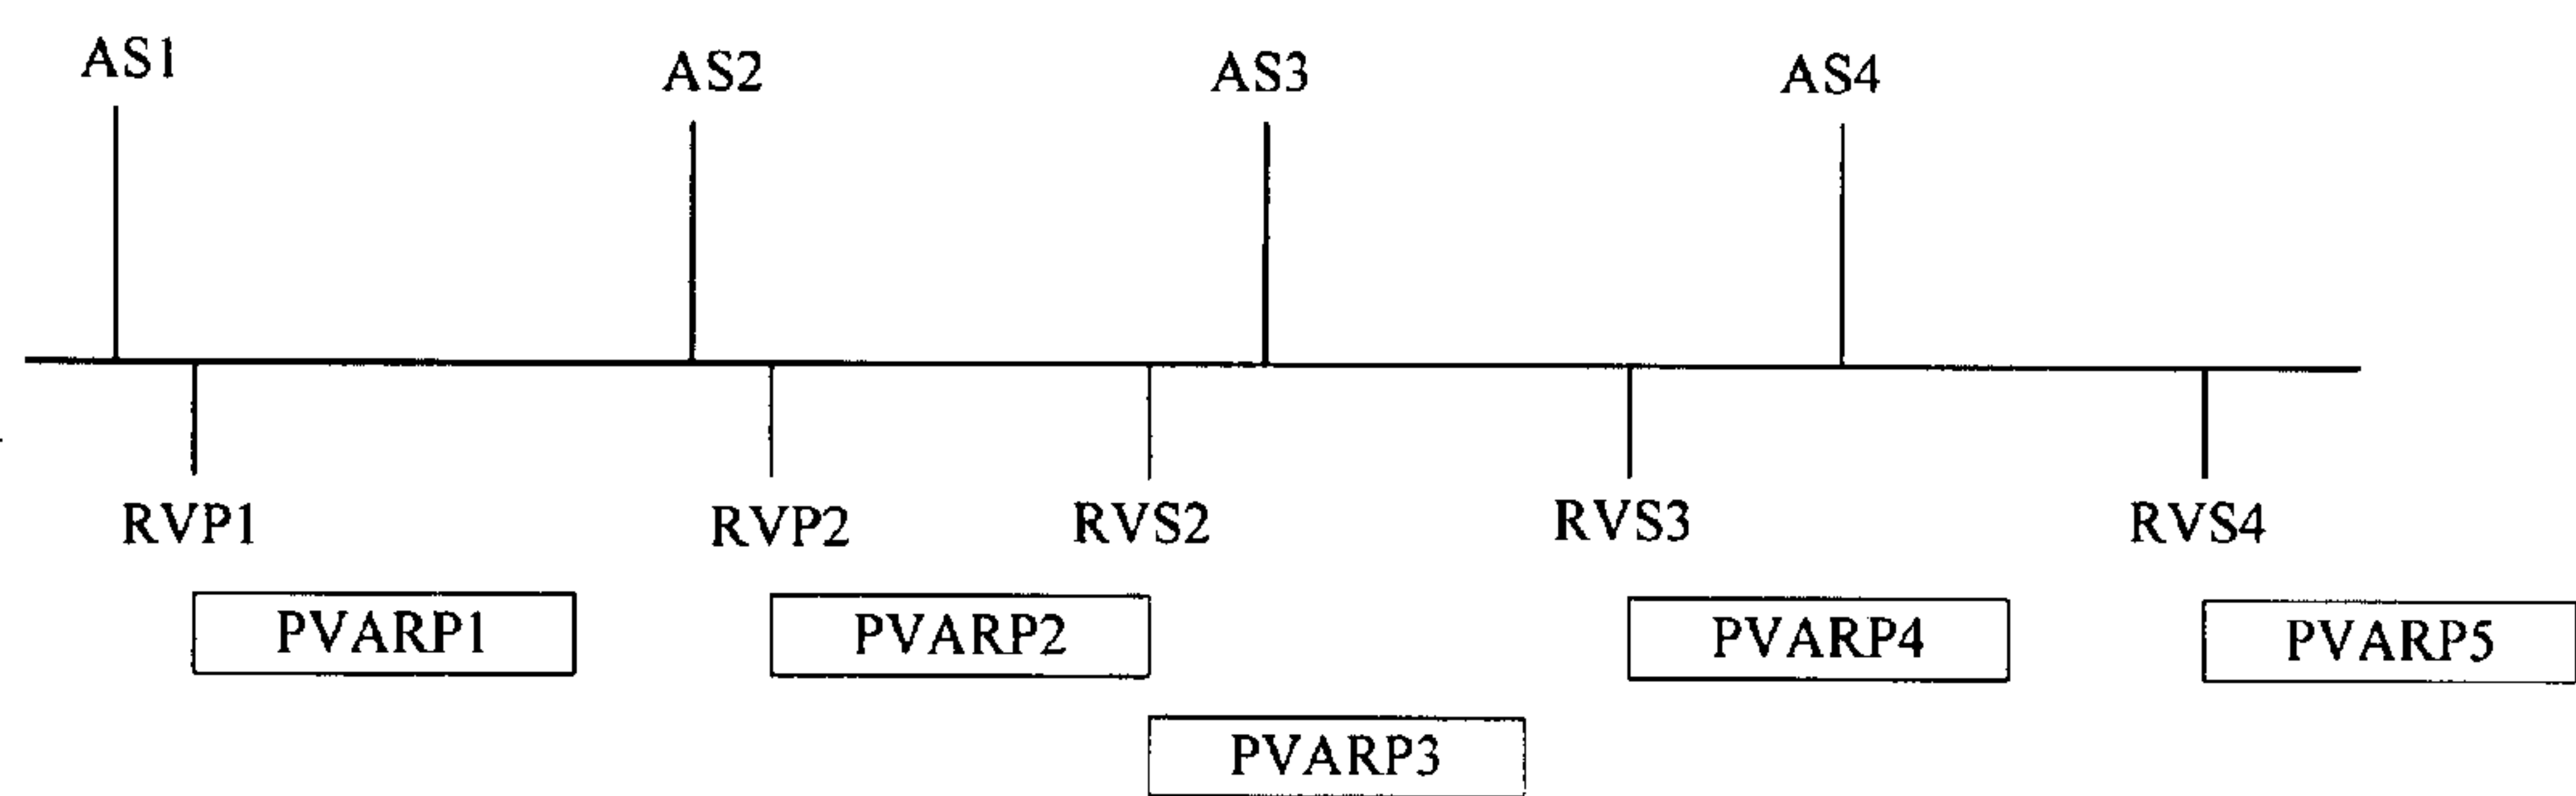 AS1 AS2 AS3 AS4
RVP1 RVP2 RVS2 RVS3 RVS4
PVARP1 PVARP2 PVARP4 PVARP5
PVARP3